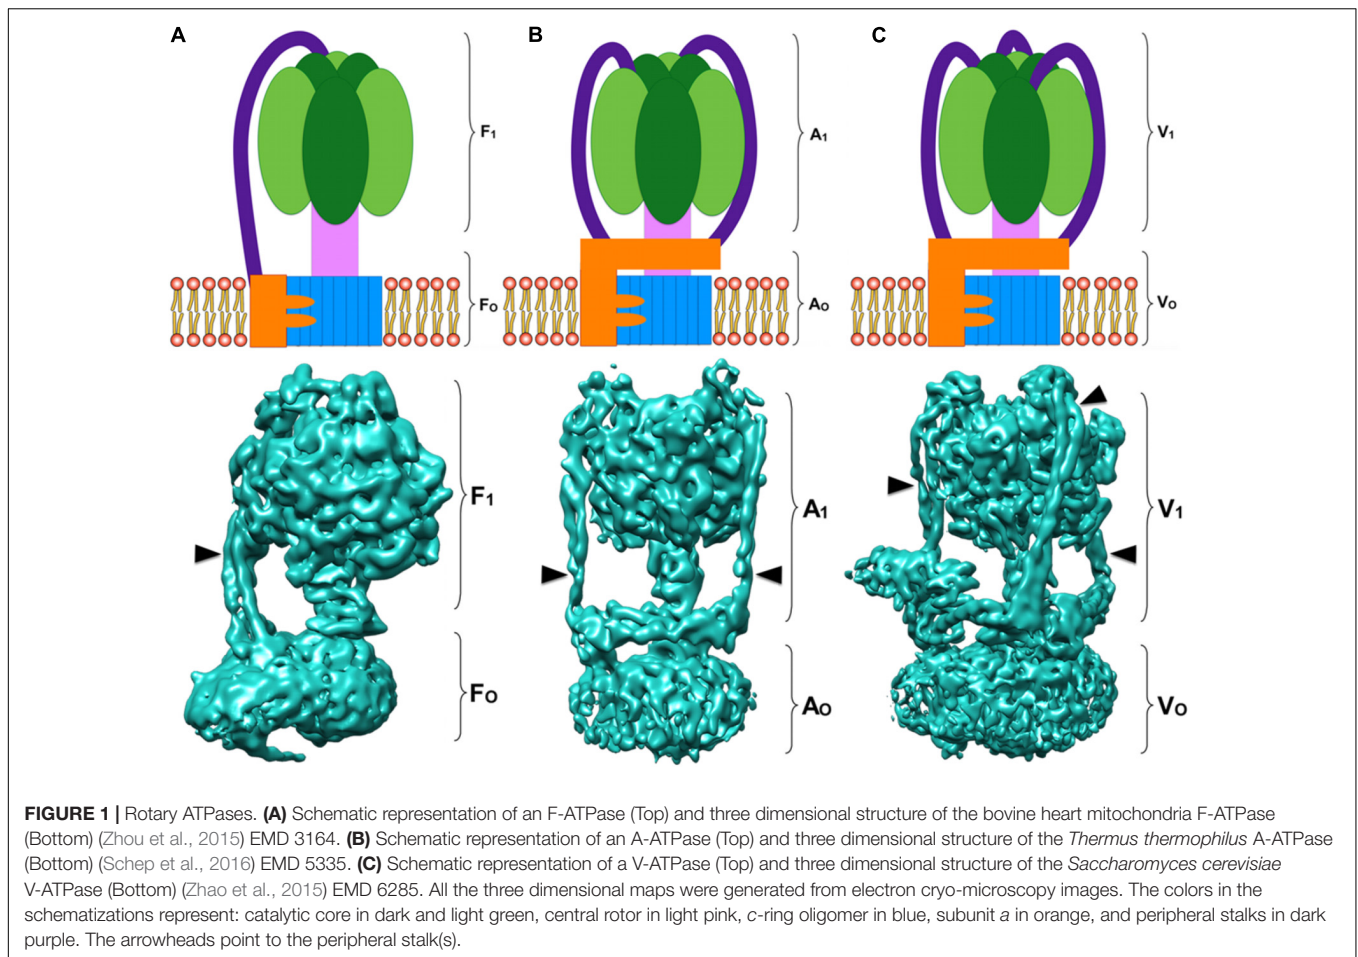 A
B
C
F1
A1
V1
FO
AO
VO
F1
A1
V1
FO
AO
VO
FIGURE 1 | Rotary ATPases. (A) Schematic representation of an F-ATPase (Top) and three dimensional structure of the bovine heart mitochondria F-ATPase
(Bottom) (Zhou et al., 2015) EMD 3164. (B) Schematic representation of an A-ATPase (Top) and three dimensional structure of the Thermus thermophilus A-ATPase
(Bottom) (Schep et al., 2016) EMD 5335. (C) Schematic representation of a V-ATPase (Top) and three dimensional structure of the Saccharomyces cerevisiae
V-ATPase (Bottom) (Zhao et al., 2015) EMD 6285. All the three dimensional maps were generated from electron cryo-microscopy images. The colors in the
schematizations represent: catalytic core in dark and light green, central rotor in light pink, c-ring oligomer in blue, subunit a in orange, and peripheral stalks in dark
purple. The arrowheads point to the peripheral stalk(s).